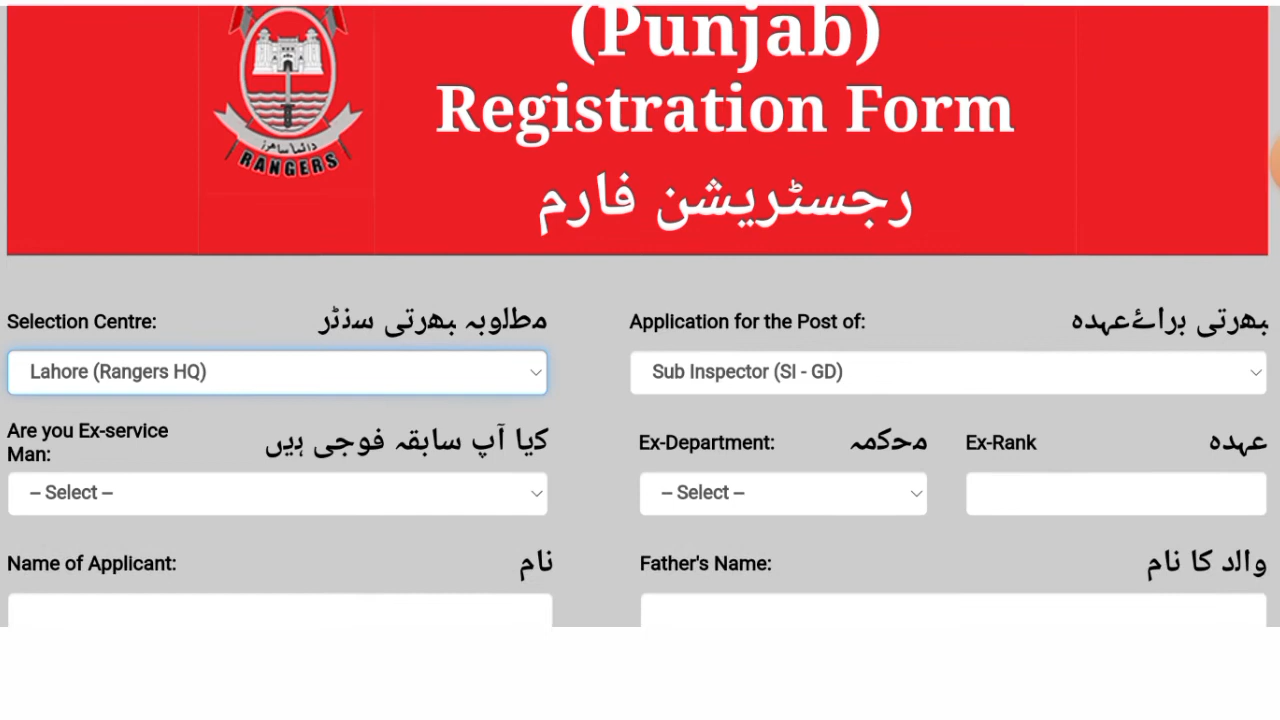 (Punjab)
Registration Form
رجسٹریشن فارم
دائماً ساهرز
RANGERS
Selection Centre: مطلوبہ بھرتی سنٹر
Application for the Post of: بھرتی برائےعہدہ
Lahore (Rangers HQ)
Sub Inspector (SI - GD)
Are you Ex-service
Man: کیا آپ سابقہ فوجی ہیں
Ex-Department: محکمہ
Ex-Rank عہدہ
– Select –
– Select –
Name of Applicant: نام
Father's Name: والد کا نام